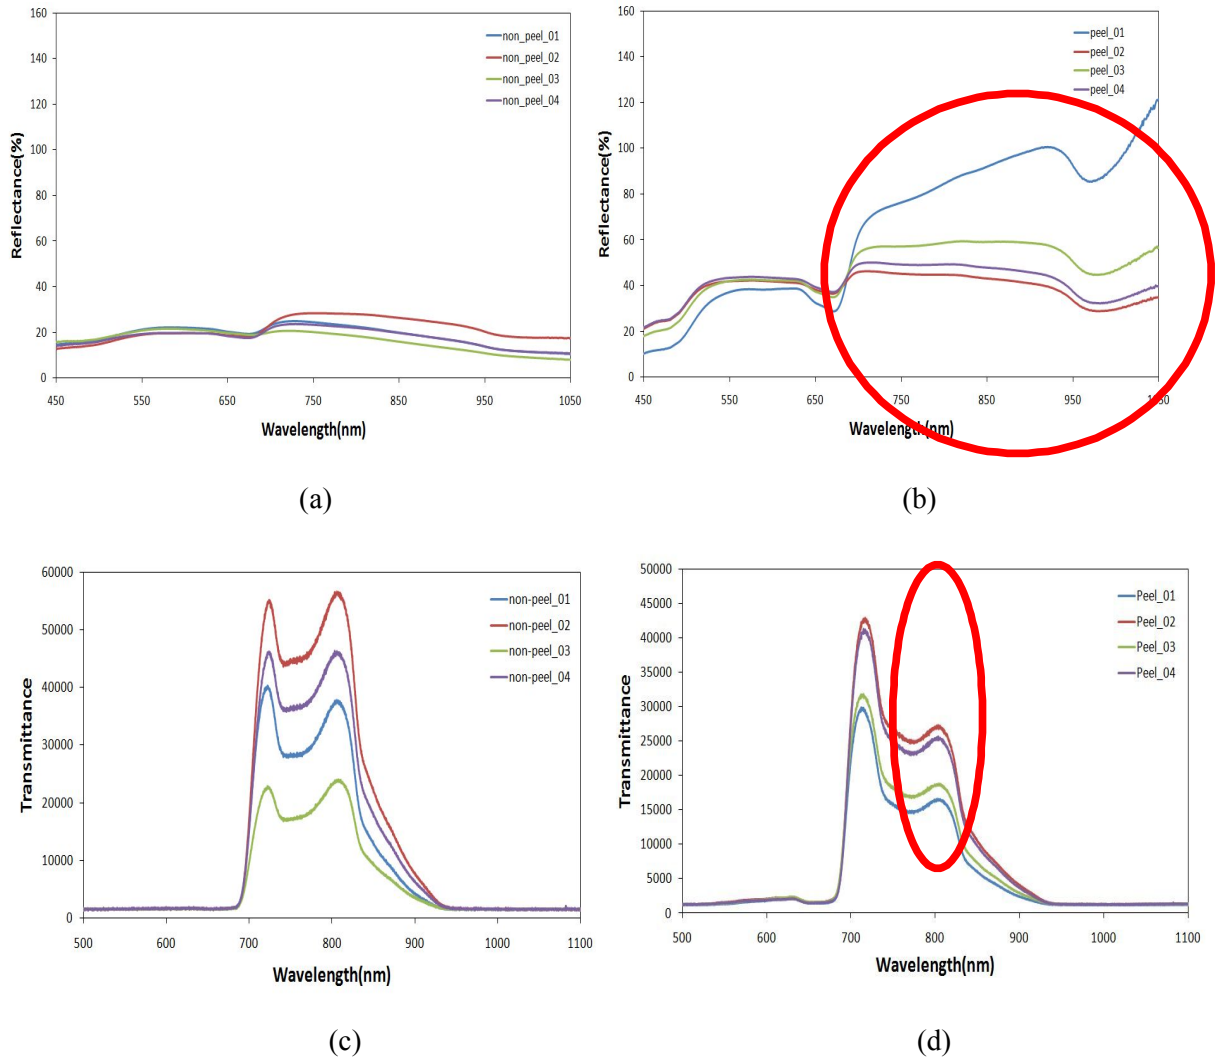 160
140
120
100
80
60
40
20
0
Reflectance(%)
non_peel_01
non_peel_02
non_peel_03
non_peel_04
450 550 650 750 850 950 1050
Wavelength(nm)
(a)
160
140
120
100
80
60
40
20
0
Reflectance(%)
peel_01
peel_02
peel_03
peel_04
450 550 650 750 850 950 1050
Wavelength(nm)
(b)
60000
50000
40000
30000
20000
10000
0
Transmittance
non-peel_01
non-peel_02
non-peel_03
non-peel_04
500 600 700 800 900 1000 1100
Wavelength(nm)
(c)
50000
45000
40000
35000
30000
25000
20000
15000
10000
5000
0
Transmittance
Peel_01
Peel_02
Peel_03
Peel_04
500 600 700 800 900 1000 1100
Wavelength(nm)
(d)